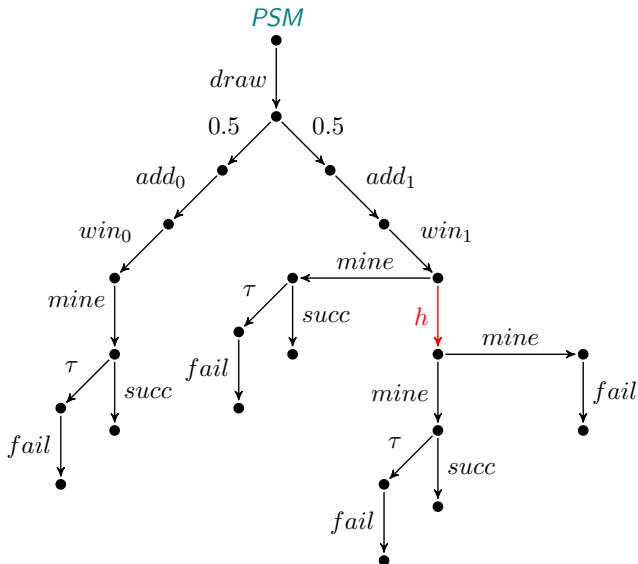 PSM
draw
0.5 0.5
add₀ add₁
win₀ win₁
mine
τ
mine succ h mine
τ fail mine fail
succ
fail τ
succ
fail